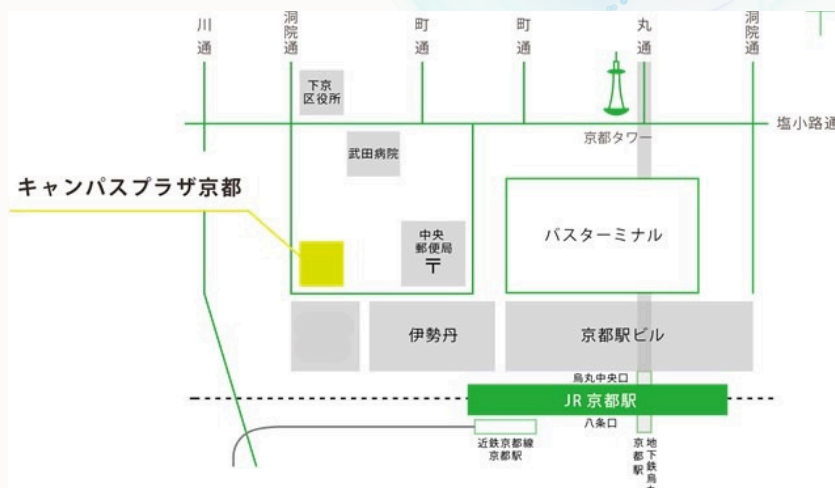 川通
洞院通
町通
町通
丸通
洞院通
下京
区役所
塩小路通
京都タワー
武田病院
キャンパスプラザ京都
中央
郵便局
〒
バスターミナル
伊勢丹
京都駅ビル
烏丸中央口
JR 京都駅
八条口
近鉄京都線
京都駅
地下鉄烏丸
京都駅